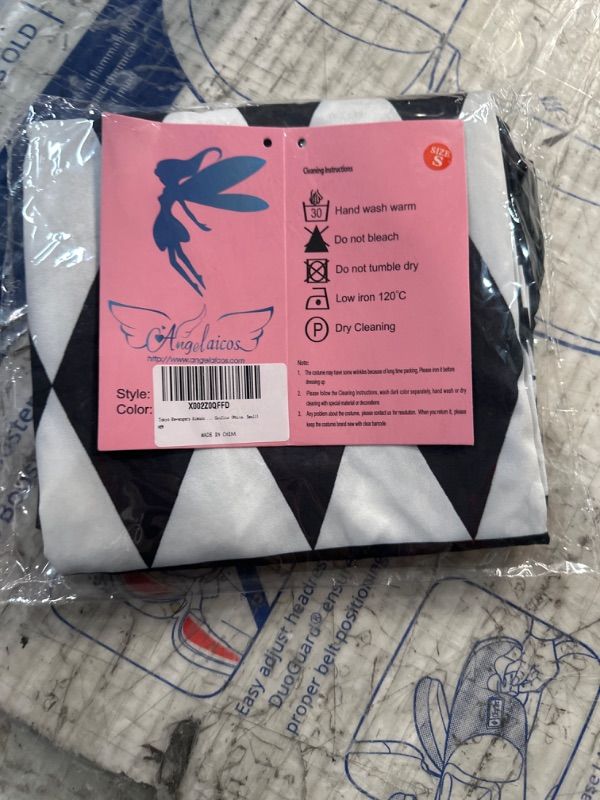 S OLD
SIZE
S
Cleaning Instructions
30
Hand wash warm
Do not bleach
Do not tumble dry
Low iron 120℃
P
Dry Cleaning
Angelaicos
http://www.angelaicos.com
Style:
Color:
X002Z0QFFD
NEW
MADE IN CHINA
Note:
1. The costume may have some wrinkles because of long time packing. Please iron it before
dressing up
2. Please follow the Cleaning Instructions, wash dark color separately, hand wash or dry
cleaning with special material or decorations
3. Any problem about the costume, please contact us for resolution. When you return it, please
keep the costume brand new with clear barcode
Easy adjust headres
DuoGuard® ensure
proper belt positioning